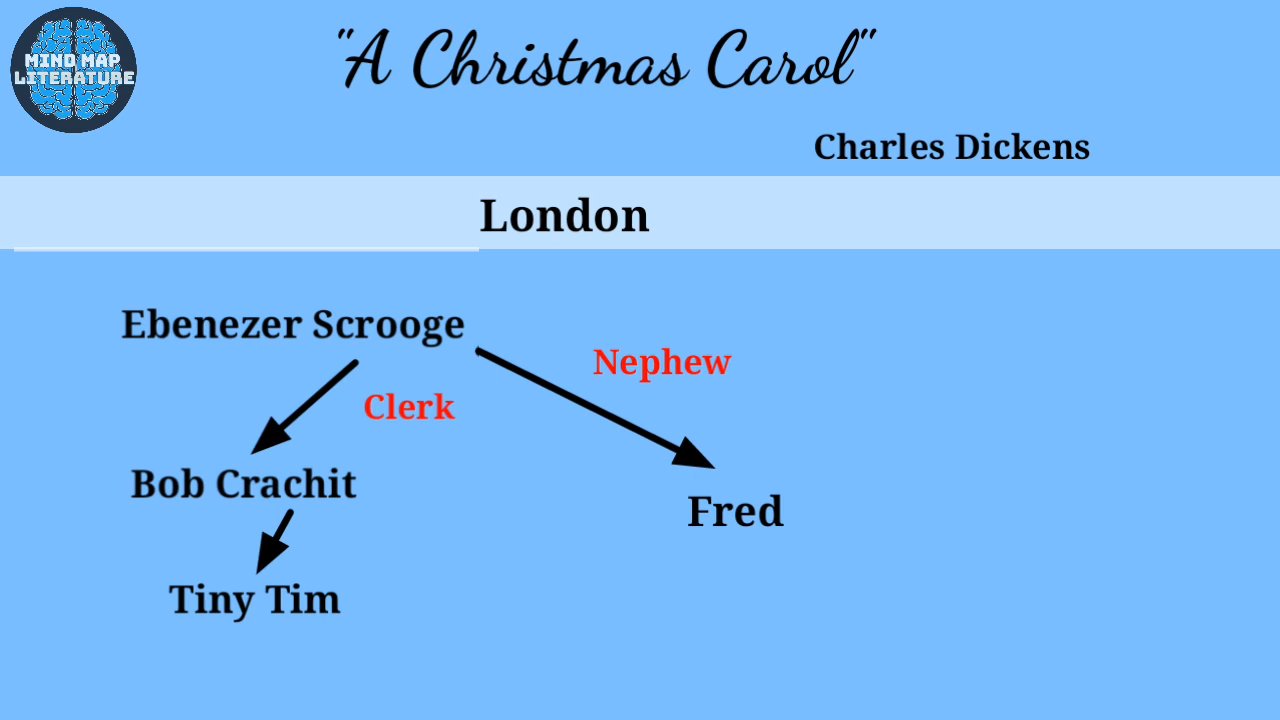 MIND MAP
LITERATURE
"A Christmas Carol"
Charles Dickens
London
Ebenezer Scrooge
Nephew
Clerk
Bob Crachit
Fred
Tiny Tim